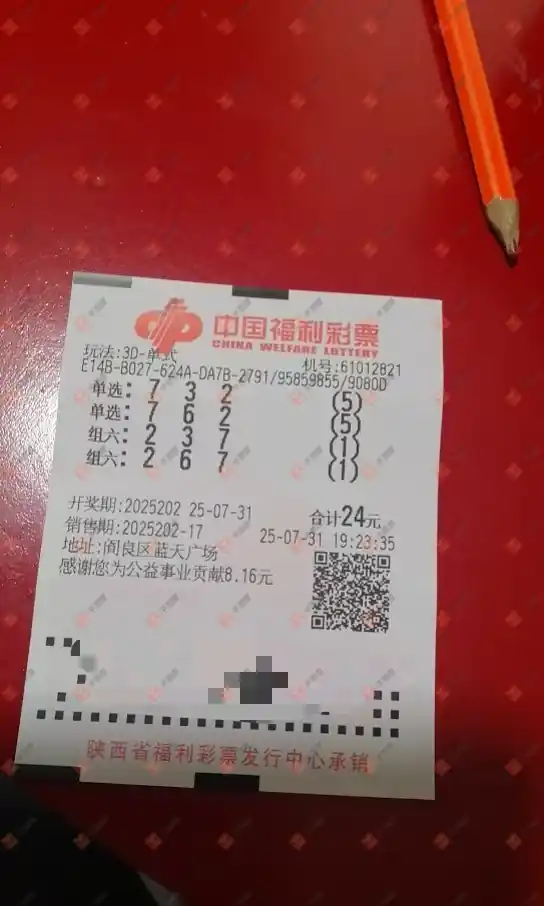 中国福利彩票
CHINA WELFARE LOTTERY
玩法:3D-单式 机号:61012821
E14B-B027-624A-DA7B-2791/95859855/9080D
单选: 7 3 2 (5)
单选: 7 6 2 (5)
组六: 2 3 7 (1)
组六: 2 6 7 (1)
开奖期:2025202 25-07-31 合计24元
销售期:2025202-17 25-07-31 19:23:35
地址:阎良区蓝天广场
感谢您为公益事业贡献8.16元
陕西省福利彩票发行中心承销